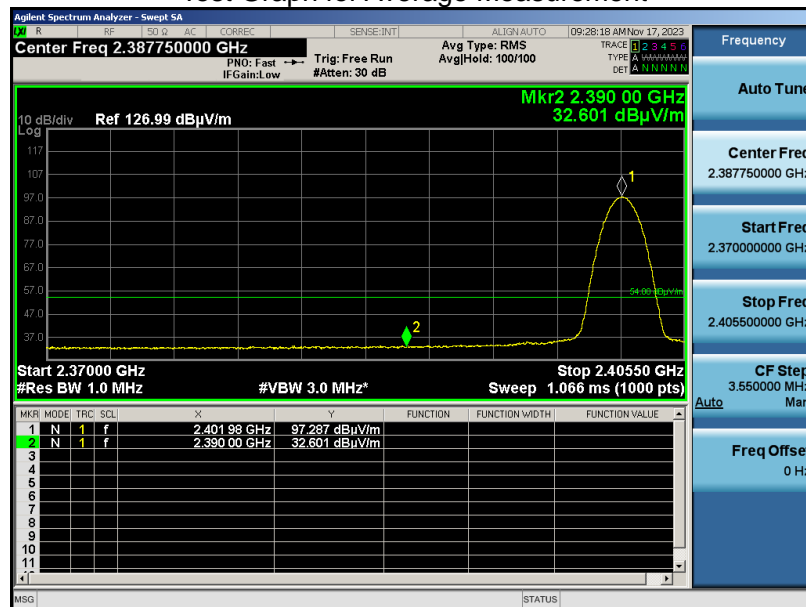 Test Graph for Average Measurement
Agilent Spectrum Analyzer - Swept SA
LXI R RF 50 Ω AC CORREC SENSE:INT ALIGN AUTO 09:28:18 AM Nov 17, 2023
Center Freq 2.387750000 GHz
PNO: Fast
IFGain:Low
Trig: Free Run
#Atten: 30 dB
Avg Type: RMS
Avg|Hold: 100/100
TRACE 1 2 3 4 5 6
TYPE A
DET A N N N N N
Mkr2 2.390 00 GHz
32.601 dBµV/m
10 dB/div Ref 126.99 dBµV/m
Log
117
107
97.0
87.0
77.0
67.0
57.0
47.0
37.0
1
54.00 dBµV/m
2
Start 2.37000 GHz
Stop 2.40550 GHz
#Res BW 1.0 MHz
#VBW 3.0 MHz*
Sweep 1.066 ms (1000 pts)
MKR MODE TRC SCL X Y FUNCTION FUNCTION WIDTH FUNCTION VALUE
1 N 1 f 2.401 98 GHz 97.287 dBµV/m
2 N 1 f 2.390 00 GHz 32.601 dBµV/m
3
4
5
6
7
8
9
10
11
MSG
STATUS
Frequency
Auto Tune
Center Freq
2.387750000 GHz
Start Freq
2.370000000 GHz
Stop Freq
2.405500000 GHz
CF Step
3.550000 MHz
Auto Man
Freq Offset
0 Hz